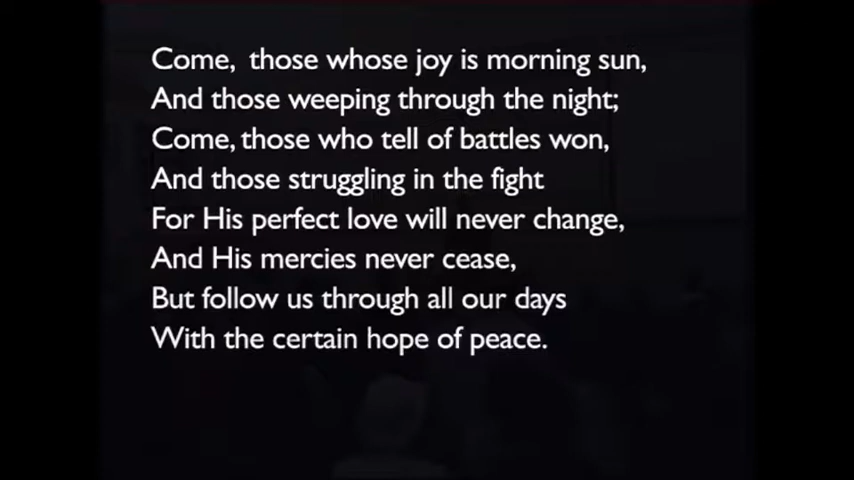 Come, those whose joy is morning sun,
And those weeping through the night;
Come, those who tell of battles won,
And those struggling in the fight
For His perfect love will never change,
And His mercies never cease,
But follow us through all our days
With the certain hope of peace.